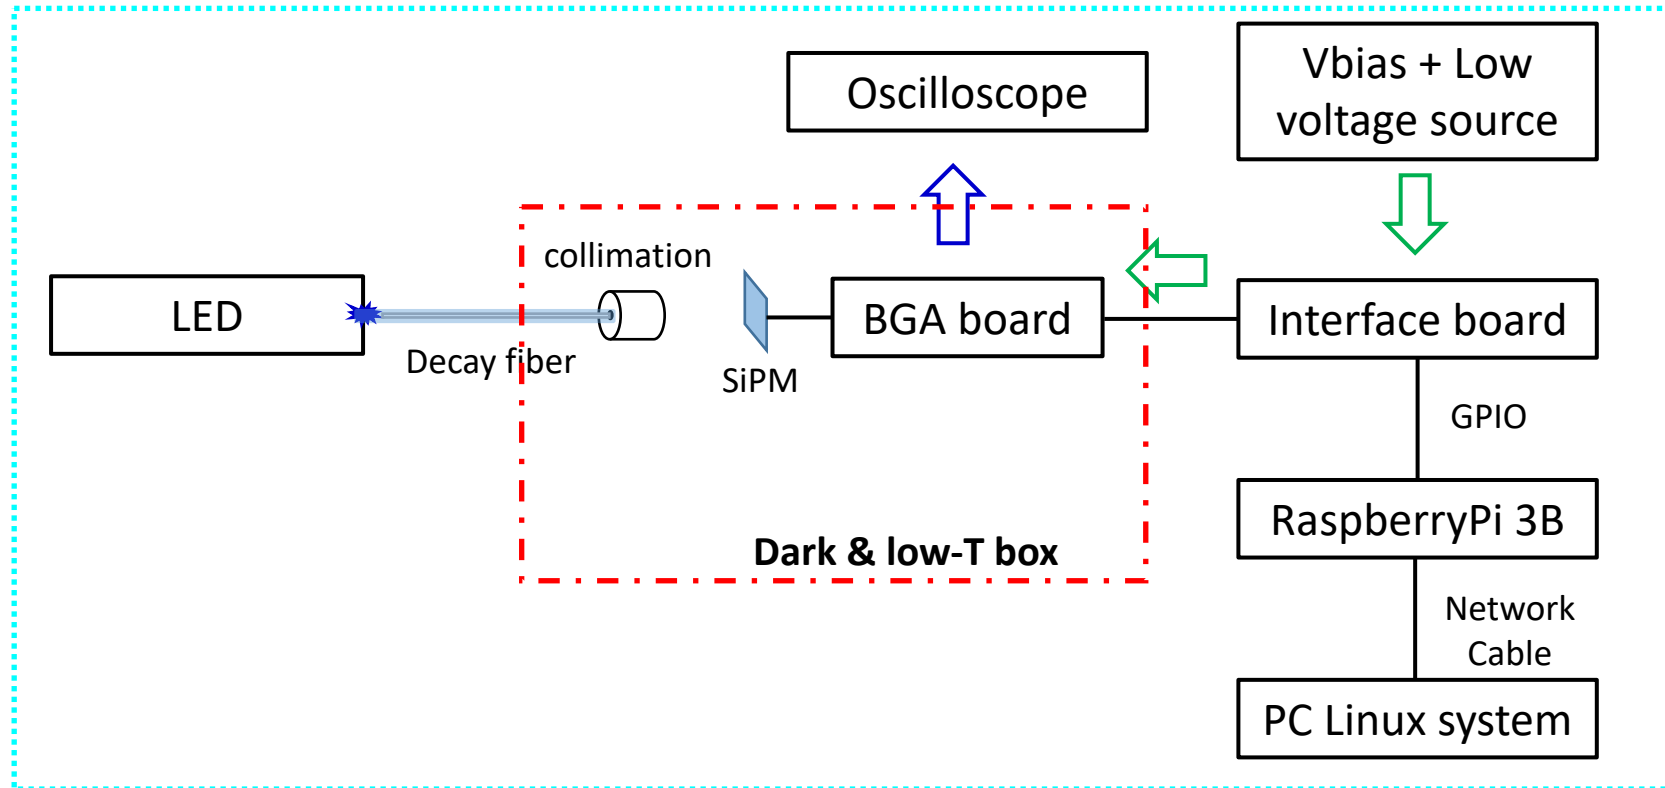 Oscilloscope
Vbias + Low
voltage source
collimation
LED
BGA board
Interface board
Decay fiber
SiPM
GPIO
RaspberryPi 3B
Dark & low-T box
Network
Cable
PC Linux system